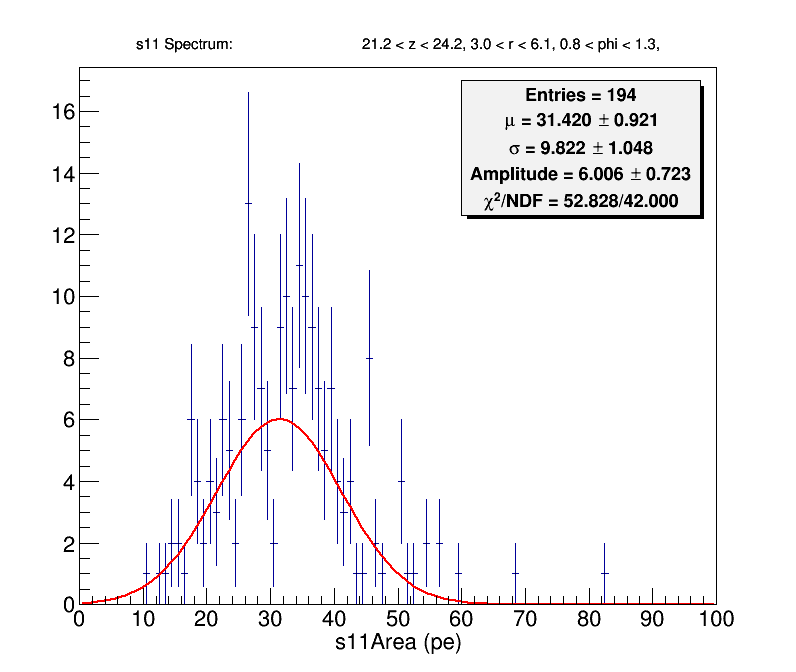 s11 Spectrum: 21.2 < z < 24.2, 3.0 < r < 6.1, 0.8 < phi < 1.3,
Entries = 194
μ = 31.420 ± 0.921
σ = 9.822 ± 1.048
Amplitude = 6.006 ± 0.723
χ²/NDF = 52.828/42.000
16
14
12
10
8
6
4
2
0
0 10 20 30 40 50 60 70 80 90 100
s11Area (pe)